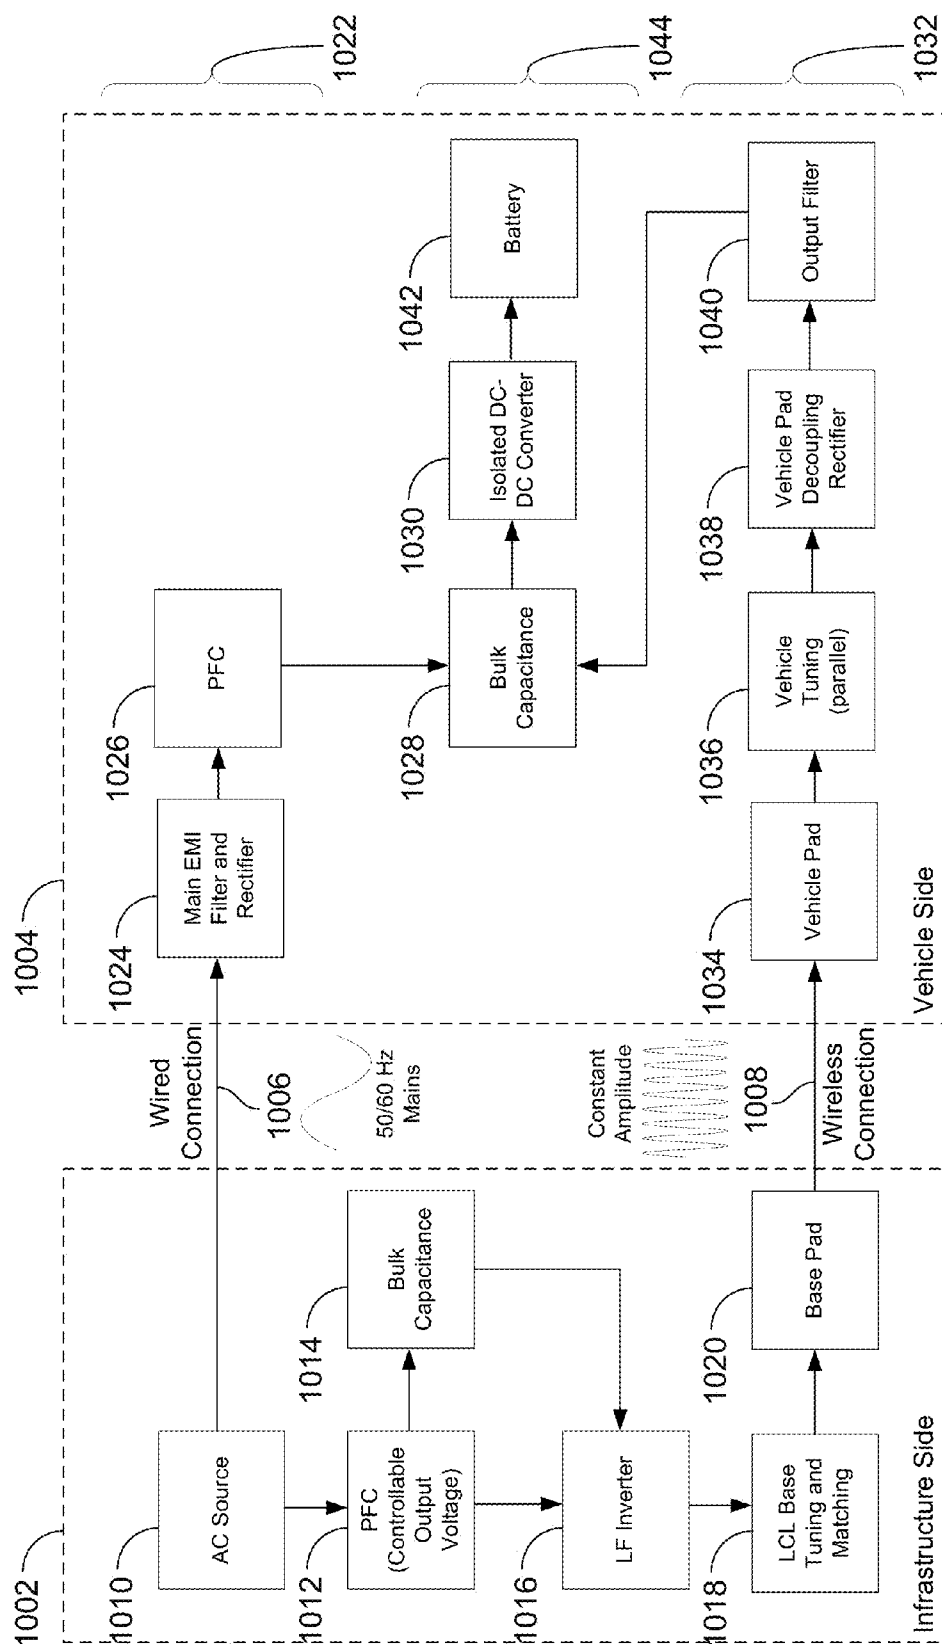 1002
1010
AC Source
1012
PFC
(Controllable
Output
Voltage)
1014
Bulk
Capacitance
1016
LF Inverter
1018
LCL Base
Tuning and
Matching
1020
Base Pad
Infrastructure Side
Wired
Connection
1006
50/60 Hz
Mains
Constant
Amplitude
1008
Wireless
Connection
1004
1024
Main EMI
Filter and
Rectifier
1026
PFC
1028
Bulk
Capacitance
1030
Isolated DC-
DC Converter
1042
Battery
1034
Vehicle Pad
1036
Vehicle
Tuning
(parallel)
1038
Vehicle Pad
Decoupling
Rectifier
1040
Output Filter
Vehicle Side
1022
1044
1032